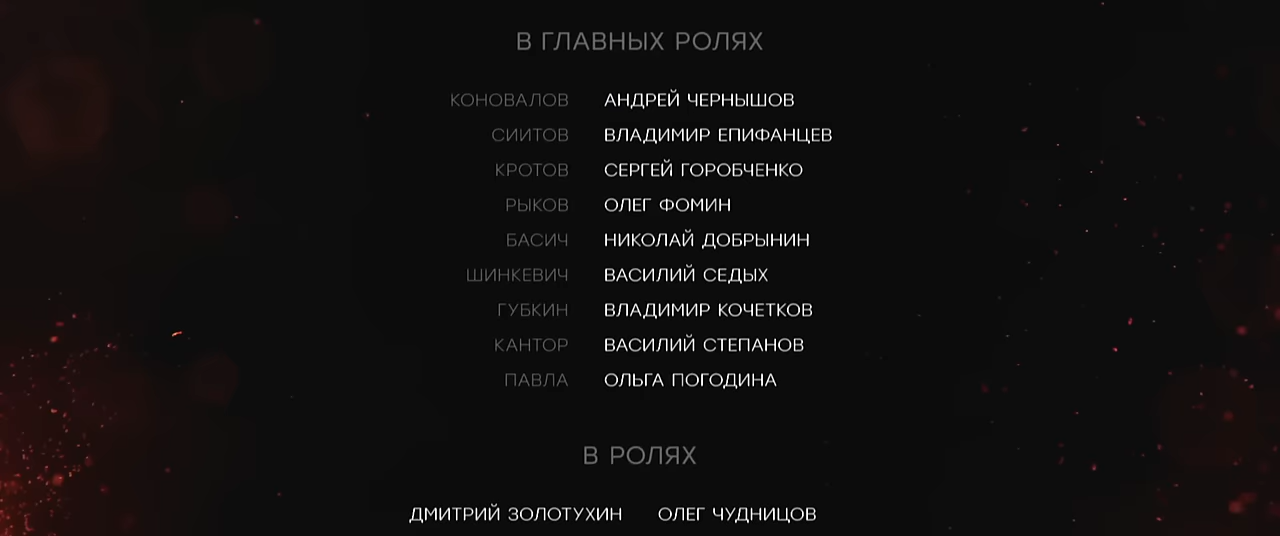 В ГЛАВНЫХ РОЛЯХ
КОНОВАЛОВ АНДРЕЙ ЧЕРНЫШОВ
СИИТОВ ВЛАДИМИР ЕПИФАНЦЕВ
КРОТОВ СЕРГЕЙ ГОРОБЧЕНКО
РЫКОВ ОЛЕГ ФОМИН
БАСИЧ НИКОЛАЙ ДОБРЫНИН
ШИНКЕВИЧ ВАСИЛИЙ СЕДЫХ
ГУБКИН ВЛАДИМИР КОЧЕТКОВ
КАНТОР ВАСИЛИЙ СТЕПАНОВ
ПАВЛА ОЛЬГА ПОГОДИНА
В РОЛЯХ
ДМИТРИЙ ЗОЛОТУХИН ОЛЕГ ЧУДНИЦОВ